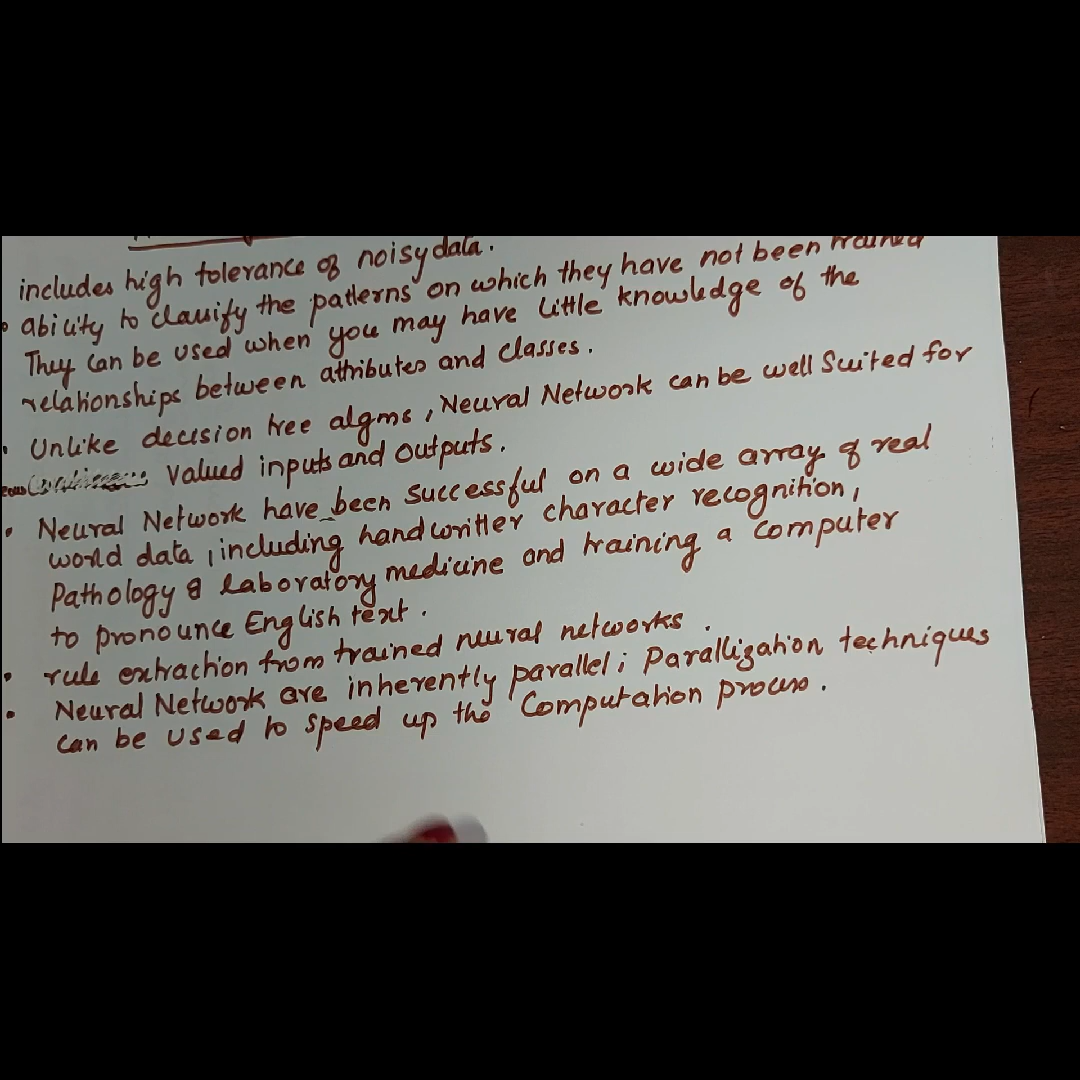 includes high tolerance of noisy data.
• ability to classify the patterns on which they have not been trained
They can be used when you may have little knowledge of the
relationships between attributes and classes.
• Unlike decision tree algms, Neural Network can be well Suited for
valued inputs and outputs.
• Neural Network have been successful on a wide array of real
world data, including hand writter character recognition,
Pathology & laboratory medicine and training a Computer
to pronounce English text.
• rule extraction from trained neural networks.
• Neural Network are inherently parallel; Parallization techniques
can be used to speed up the Computation process.